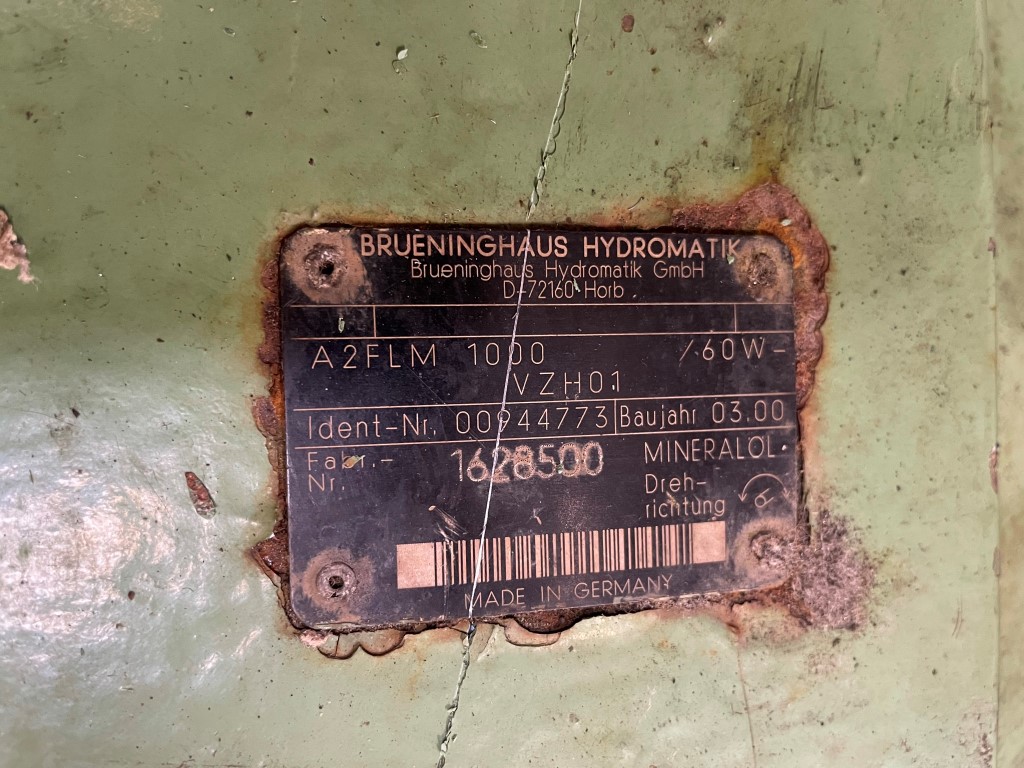 BRUENINGHAUS HYDROMATIK
Brueninghaus Hydromatik GmbH
D-72160 Horb
A2FLM 1000 /60W-
VZH01
Ident-Nr. 00944773 Baujahr 03.00
Fabr.- 1628500 MINERALÖL
Nr. Dreh-
richtung
MADE IN GERMANY